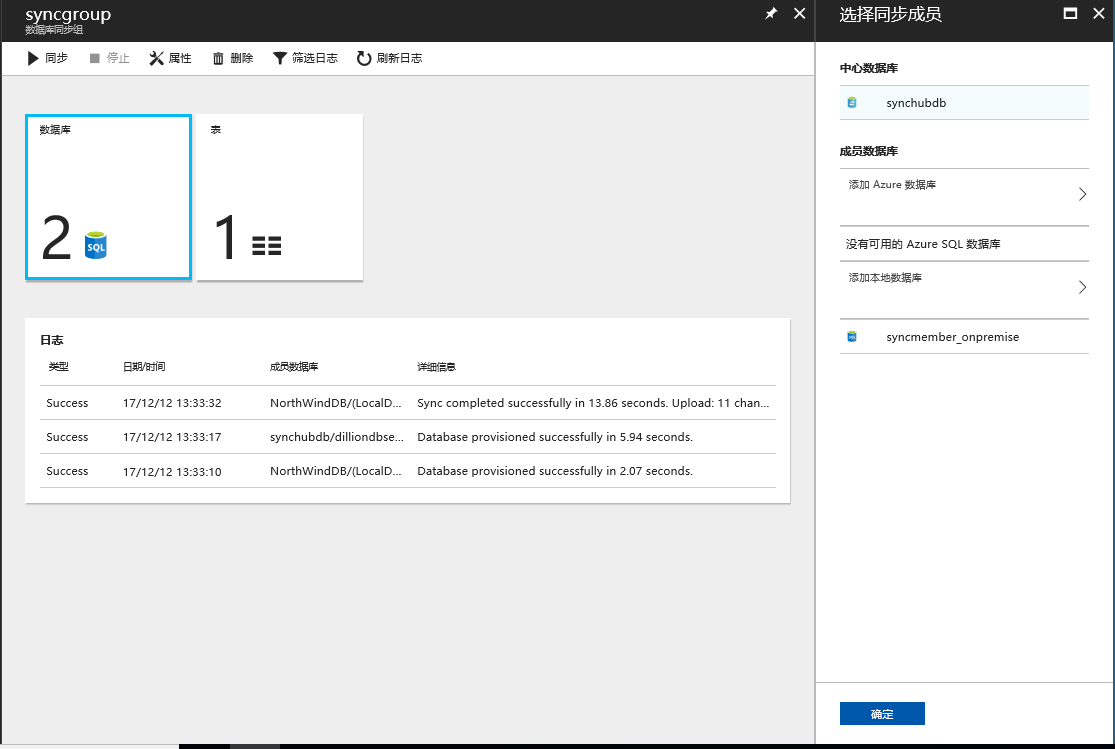 syncgroup
数据库同步组
同步 停止 属性 删除 筛选日志 刷新日志
数据库
2
SQL
表
1
日志
类型 日期/时间 成员数据库 详细信息
Success 17/12/12 13:33:32 NorthWindDB/(LocalD... Sync completed successfully in 13.86 seconds. Upload: 11 chan...
Success 17/12/12 13:33:17 synchubdb/dilliondbse... Database provisioned successfully in 5.94 seconds.
Success 17/12/12 13:33:10 NorthWindDB/(LocalD... Database provisioned successfully in 2.07 seconds.
选择同步成员
中心数据库
synchubdb
成员数据库
添加 Azure 数据库
没有可用的 Azure SQL 数据库
添加本地数据库
syncmember_onpremise
确定